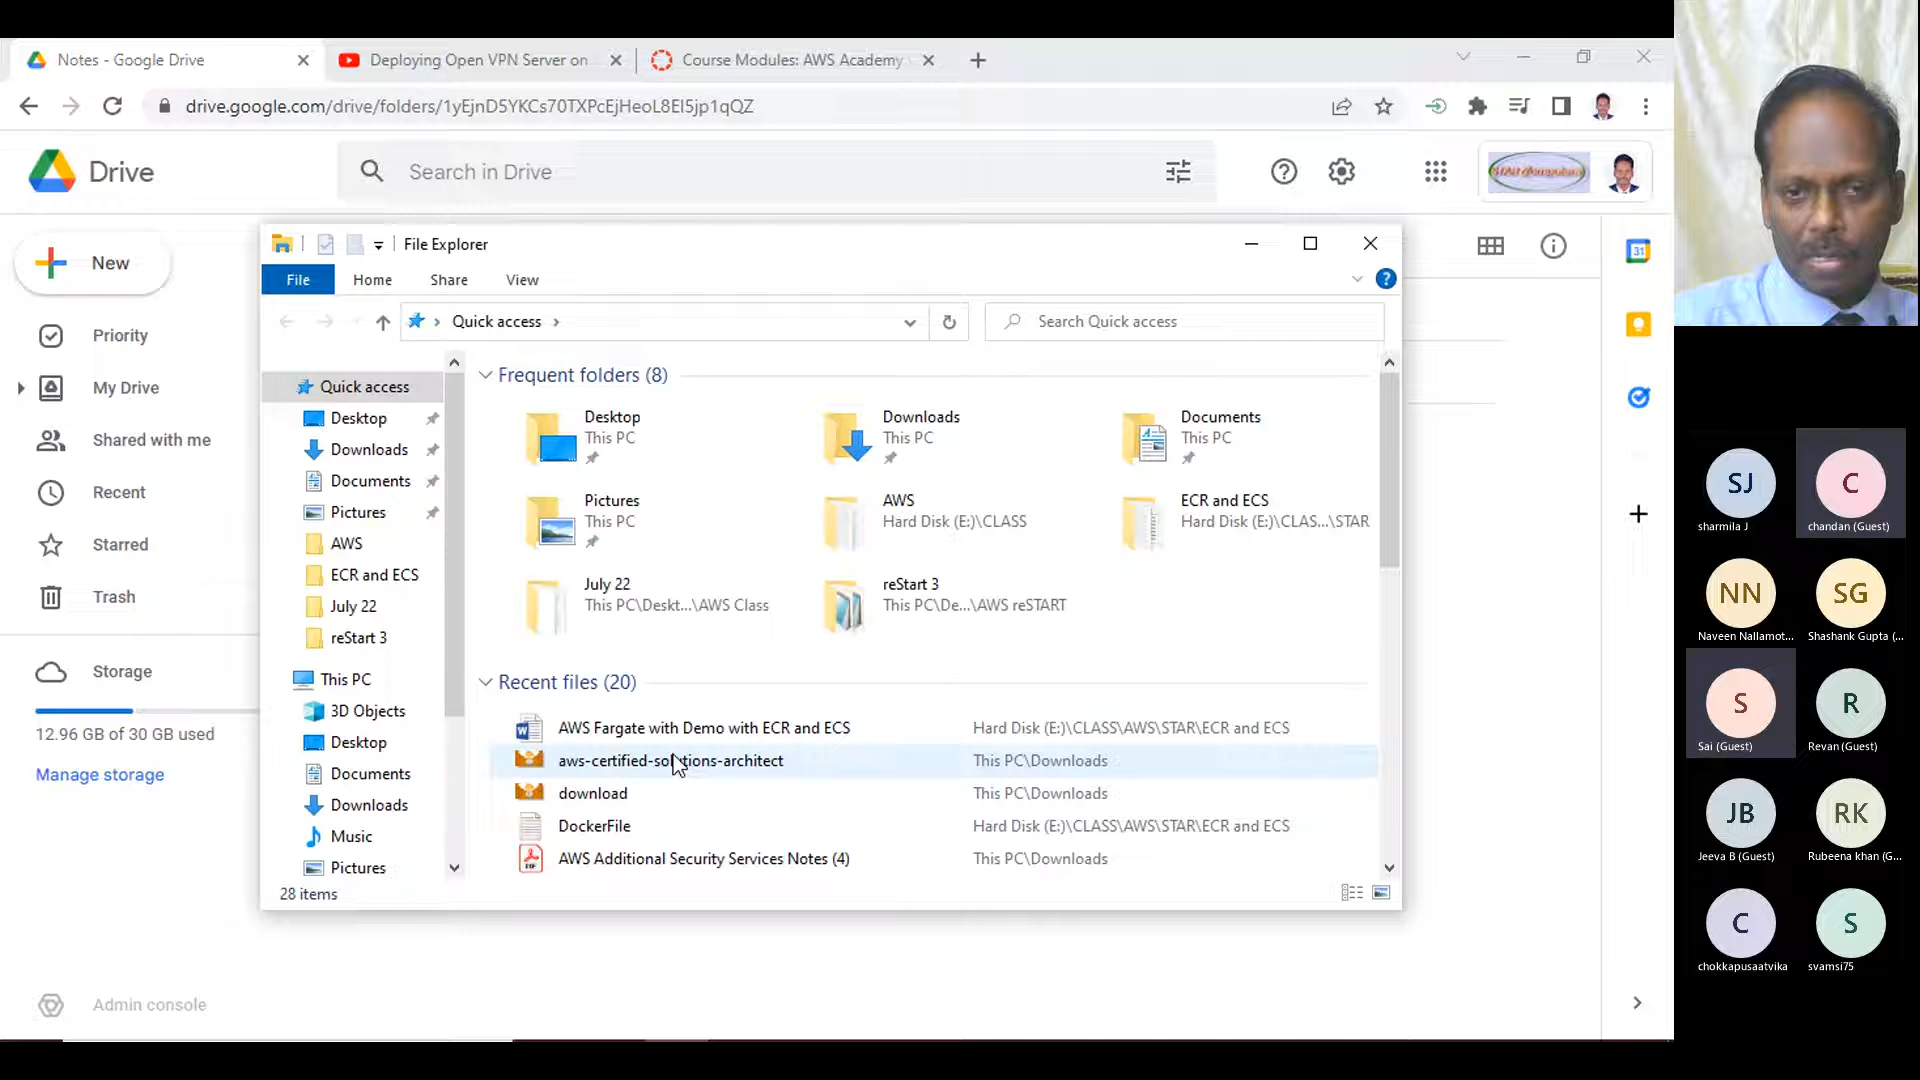 Notes - Google Drive
Deploying Open VPN Server on
Course Modules: AWS Academy
drive.google.com/drive/folders/1yEjnD5YKCs70TXPcEjHeoL8EI5jp1qQZ
Drive
Search in Drive
New
Priority
My Drive
Shared with me
Recent
Starred
Trash
Storage
12.96 GB of 30 GB used
Manage storage
Admin console
File Explorer
File Home Share View
Quick access
Search Quick access
Quick access
Desktop
Downloads
Documents
Pictures
AWS
ECR and ECS
July 22
reStart 3
This PC
3D Objects
Desktop
Documents
Downloads
Music
Pictures
Frequent folders (8)
Desktop
This PC
Downloads
This PC
Documents
This PC
Pictures
This PC
AWS
Hard Disk (E:)\CLASS
ECR and ECS
Hard Disk (E:)\CLAS...\STAR
July 22
This PC\Deskt...\AWS Class
reStart 3
This PC\De...\AWS reSTART
Recent files (20)
AWS Fargate with Demo with ECR and ECS Hard Disk (E:)\CLASS\AWS\STAR\ECR and ECS
aws-certified-solutions-architect This PC\Downloads
download This PC\Downloads
DockerFile Hard Disk (E:)\CLASS\AWS\STAR\ECR and ECS
AWS Additional Security Services Notes (4) This PC\Downloads
28 items
31
SJ
sharmila J
C
chandan (Guest)
NN
Naveen Nallamot...
SG
Shashank Gupta (...
S
Sai (Guest)
R
Revan (Guest)
JB
Jeeva B (Guest)
RK
Rubeena khan (G...
C
chokkapusaatvika
S
svamsi75